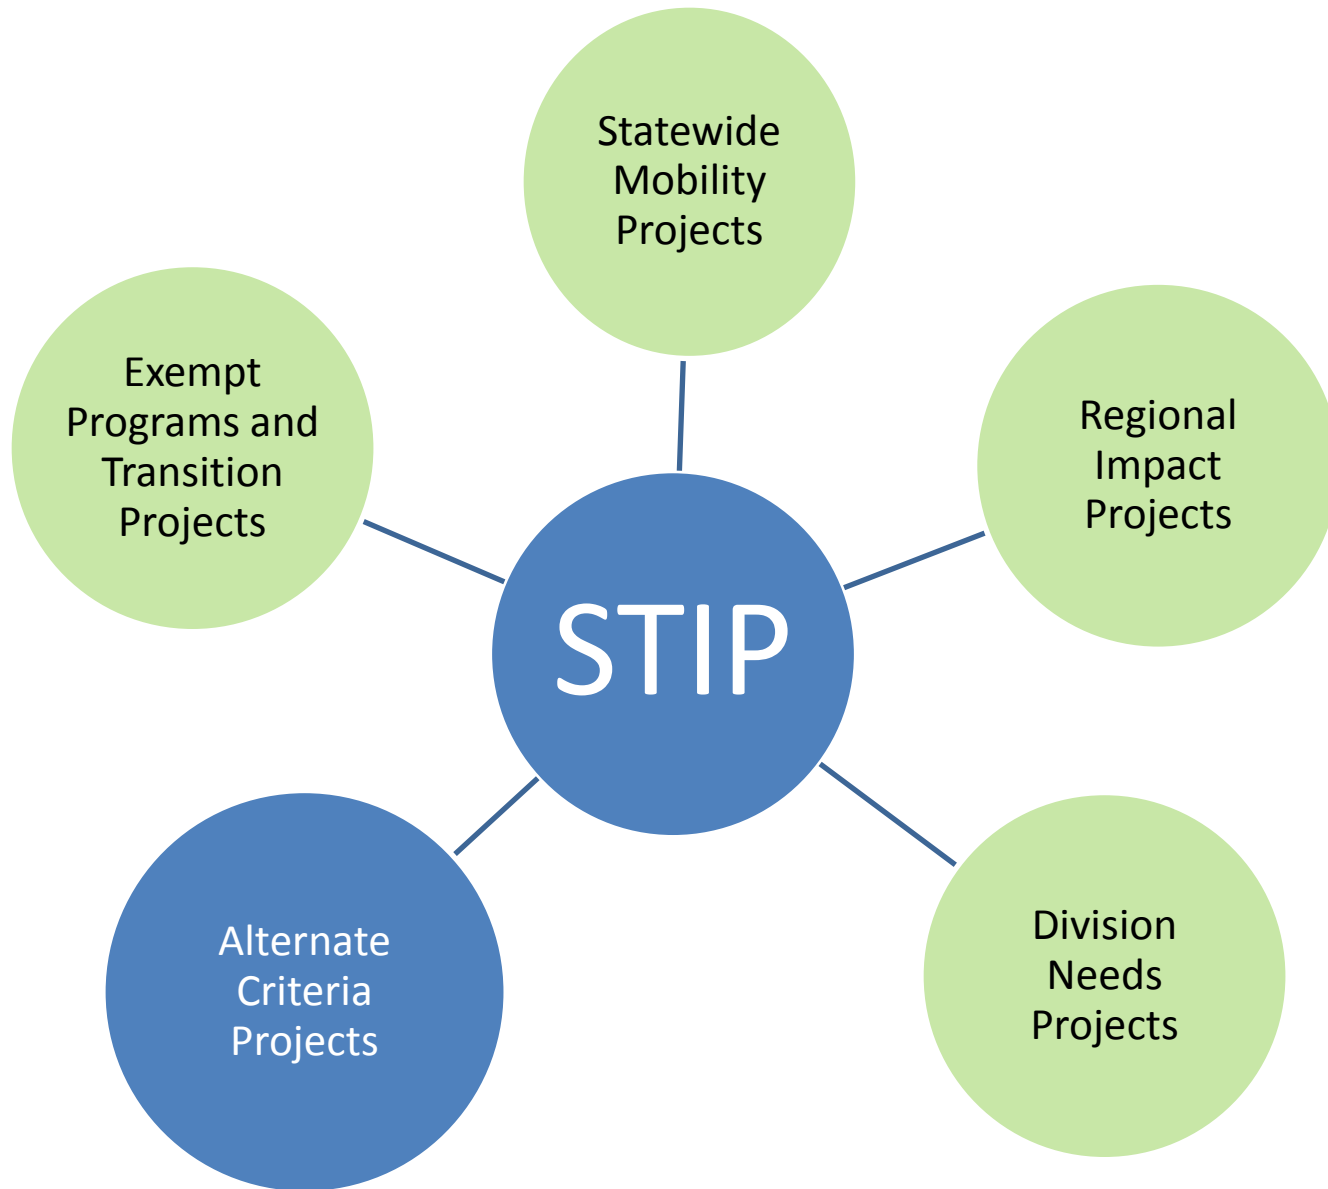 Statewide
Mobility
Projects
Exempt
Programs and
Transition
Projects
Regional
Impact
Projects
STIP
Alternate
Criteria
Projects
Division
Needs
Projects